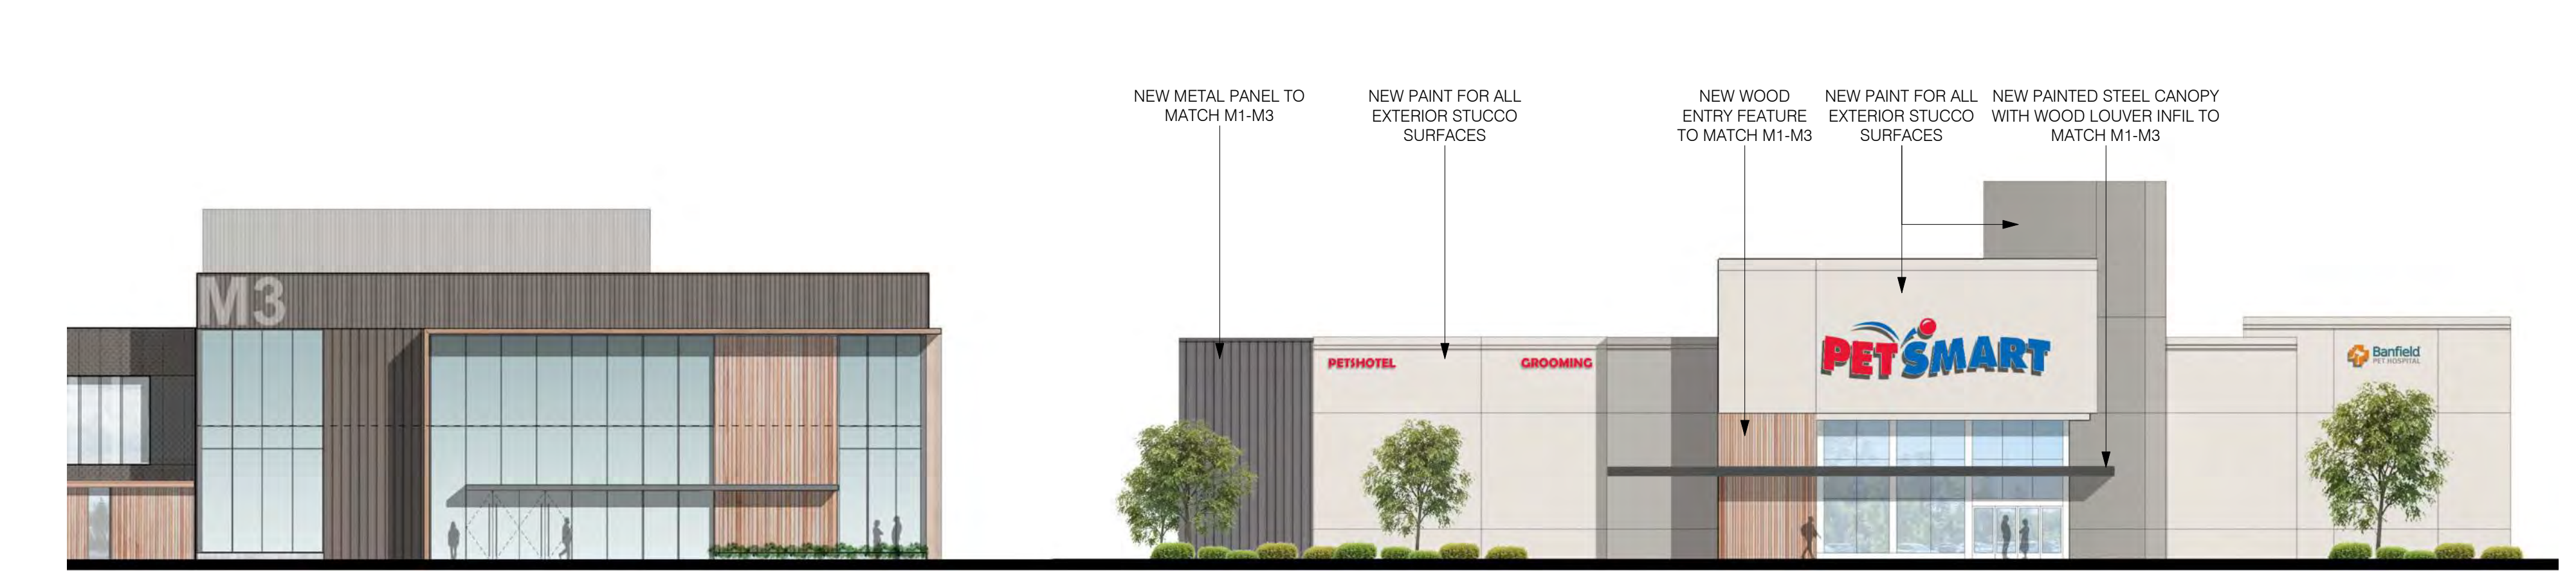 NEW METAL PANEL TO
MATCH M1-M3
NEW PAINT FOR ALL
EXTERIOR STUCCO
SURFACES
NEW WOOD
ENTRY FEATURE
TO MATCH M1-M3
NEW PAINT FOR ALL
EXTERIOR STUCCO
SURFACES
NEW PAINTED STEEL CANOPY
WITH WOOD LOUVER INFIL TO
MATCH M1-M3
M3
PETSHOTEL
GROOMING
PETSMART
Banfield
PET HOSPITAL